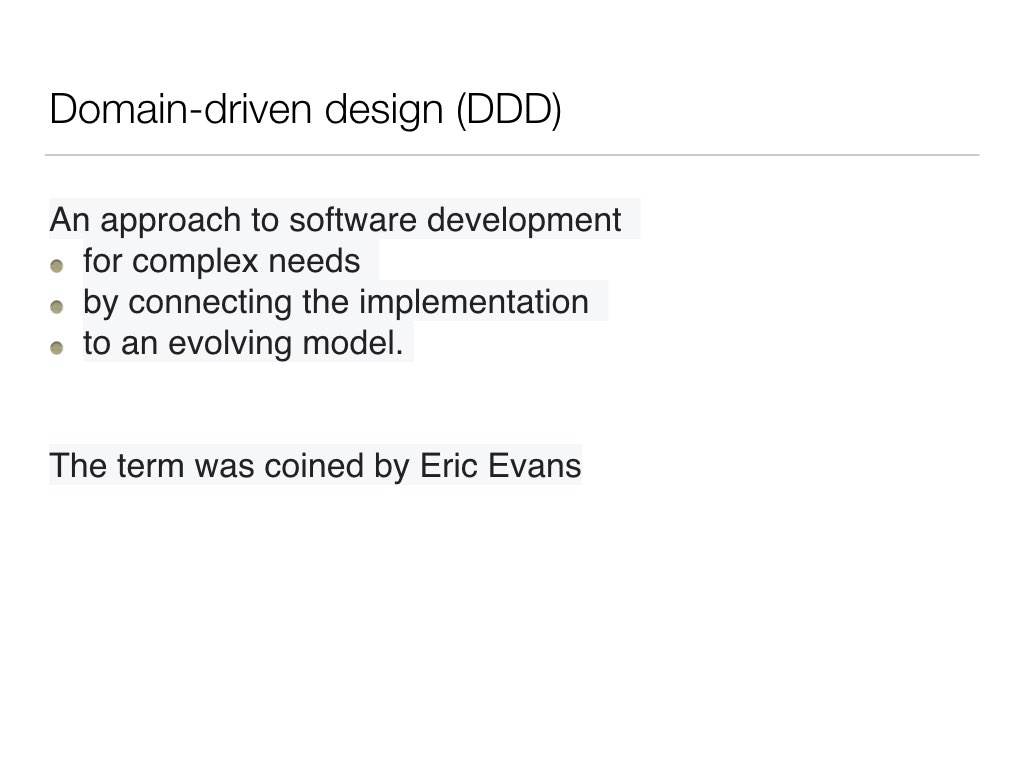 Domain-driven design (DDD)
An approach to software development
for complex needs
by connecting the implementation
to an evolving model.
The term was coined by Eric Evans